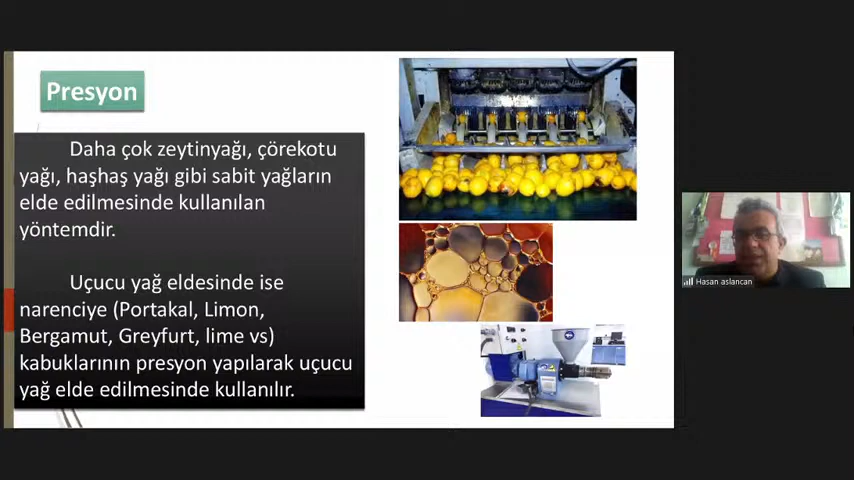 Presyon
Daha çok zeytinyağı, çörekotu
yağı, haşhaş yağı gibi sabit yağların
elde edilmesinde kullanılan
yöntemdir.
Uçucu yağ eldesinde ise
narenciye (Portakal, Limon,
Bergamut, Greyfurt, lime vs)
kabuklarının presyon yapılarak uçucu
yağ elde edilmesinde kullanılır.
Hasan aslancan